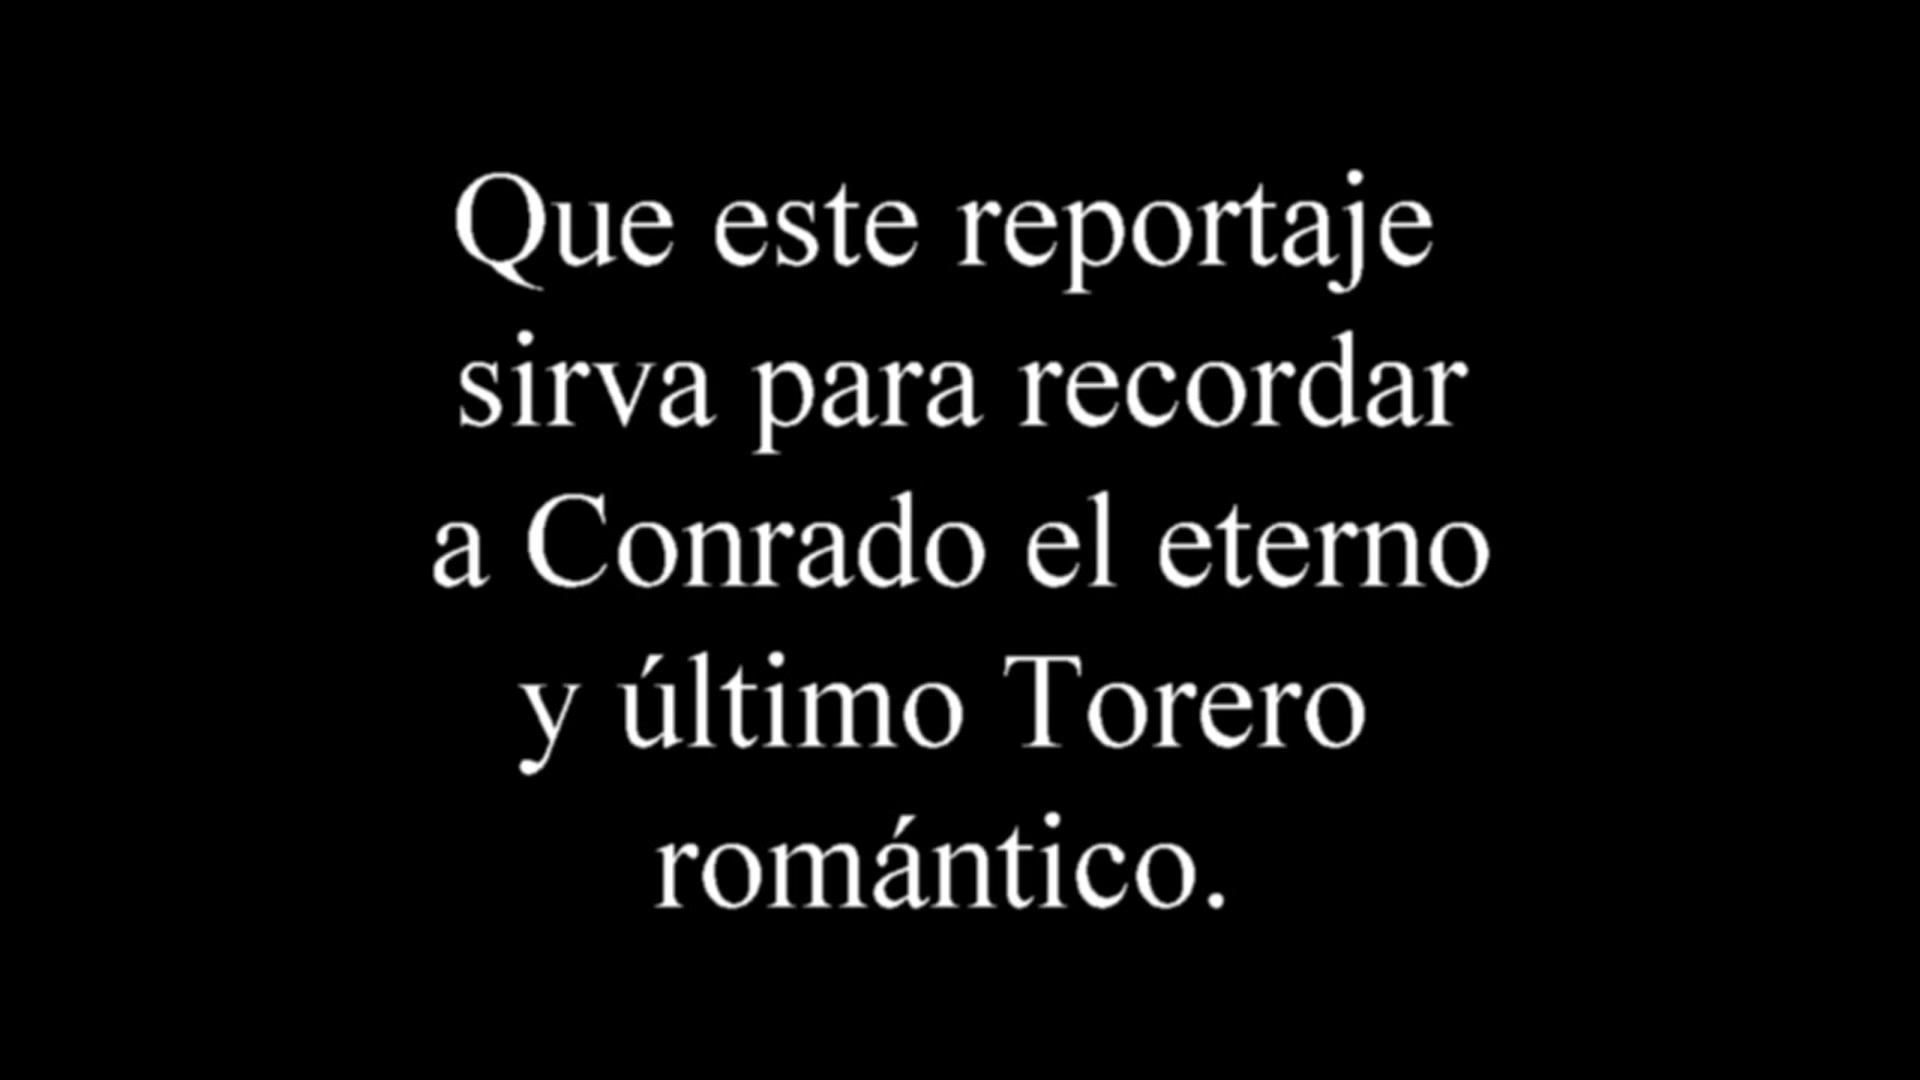 Que este reportaje
sirva para recordar
a Conrado el eterno
y último Torero
romántico.